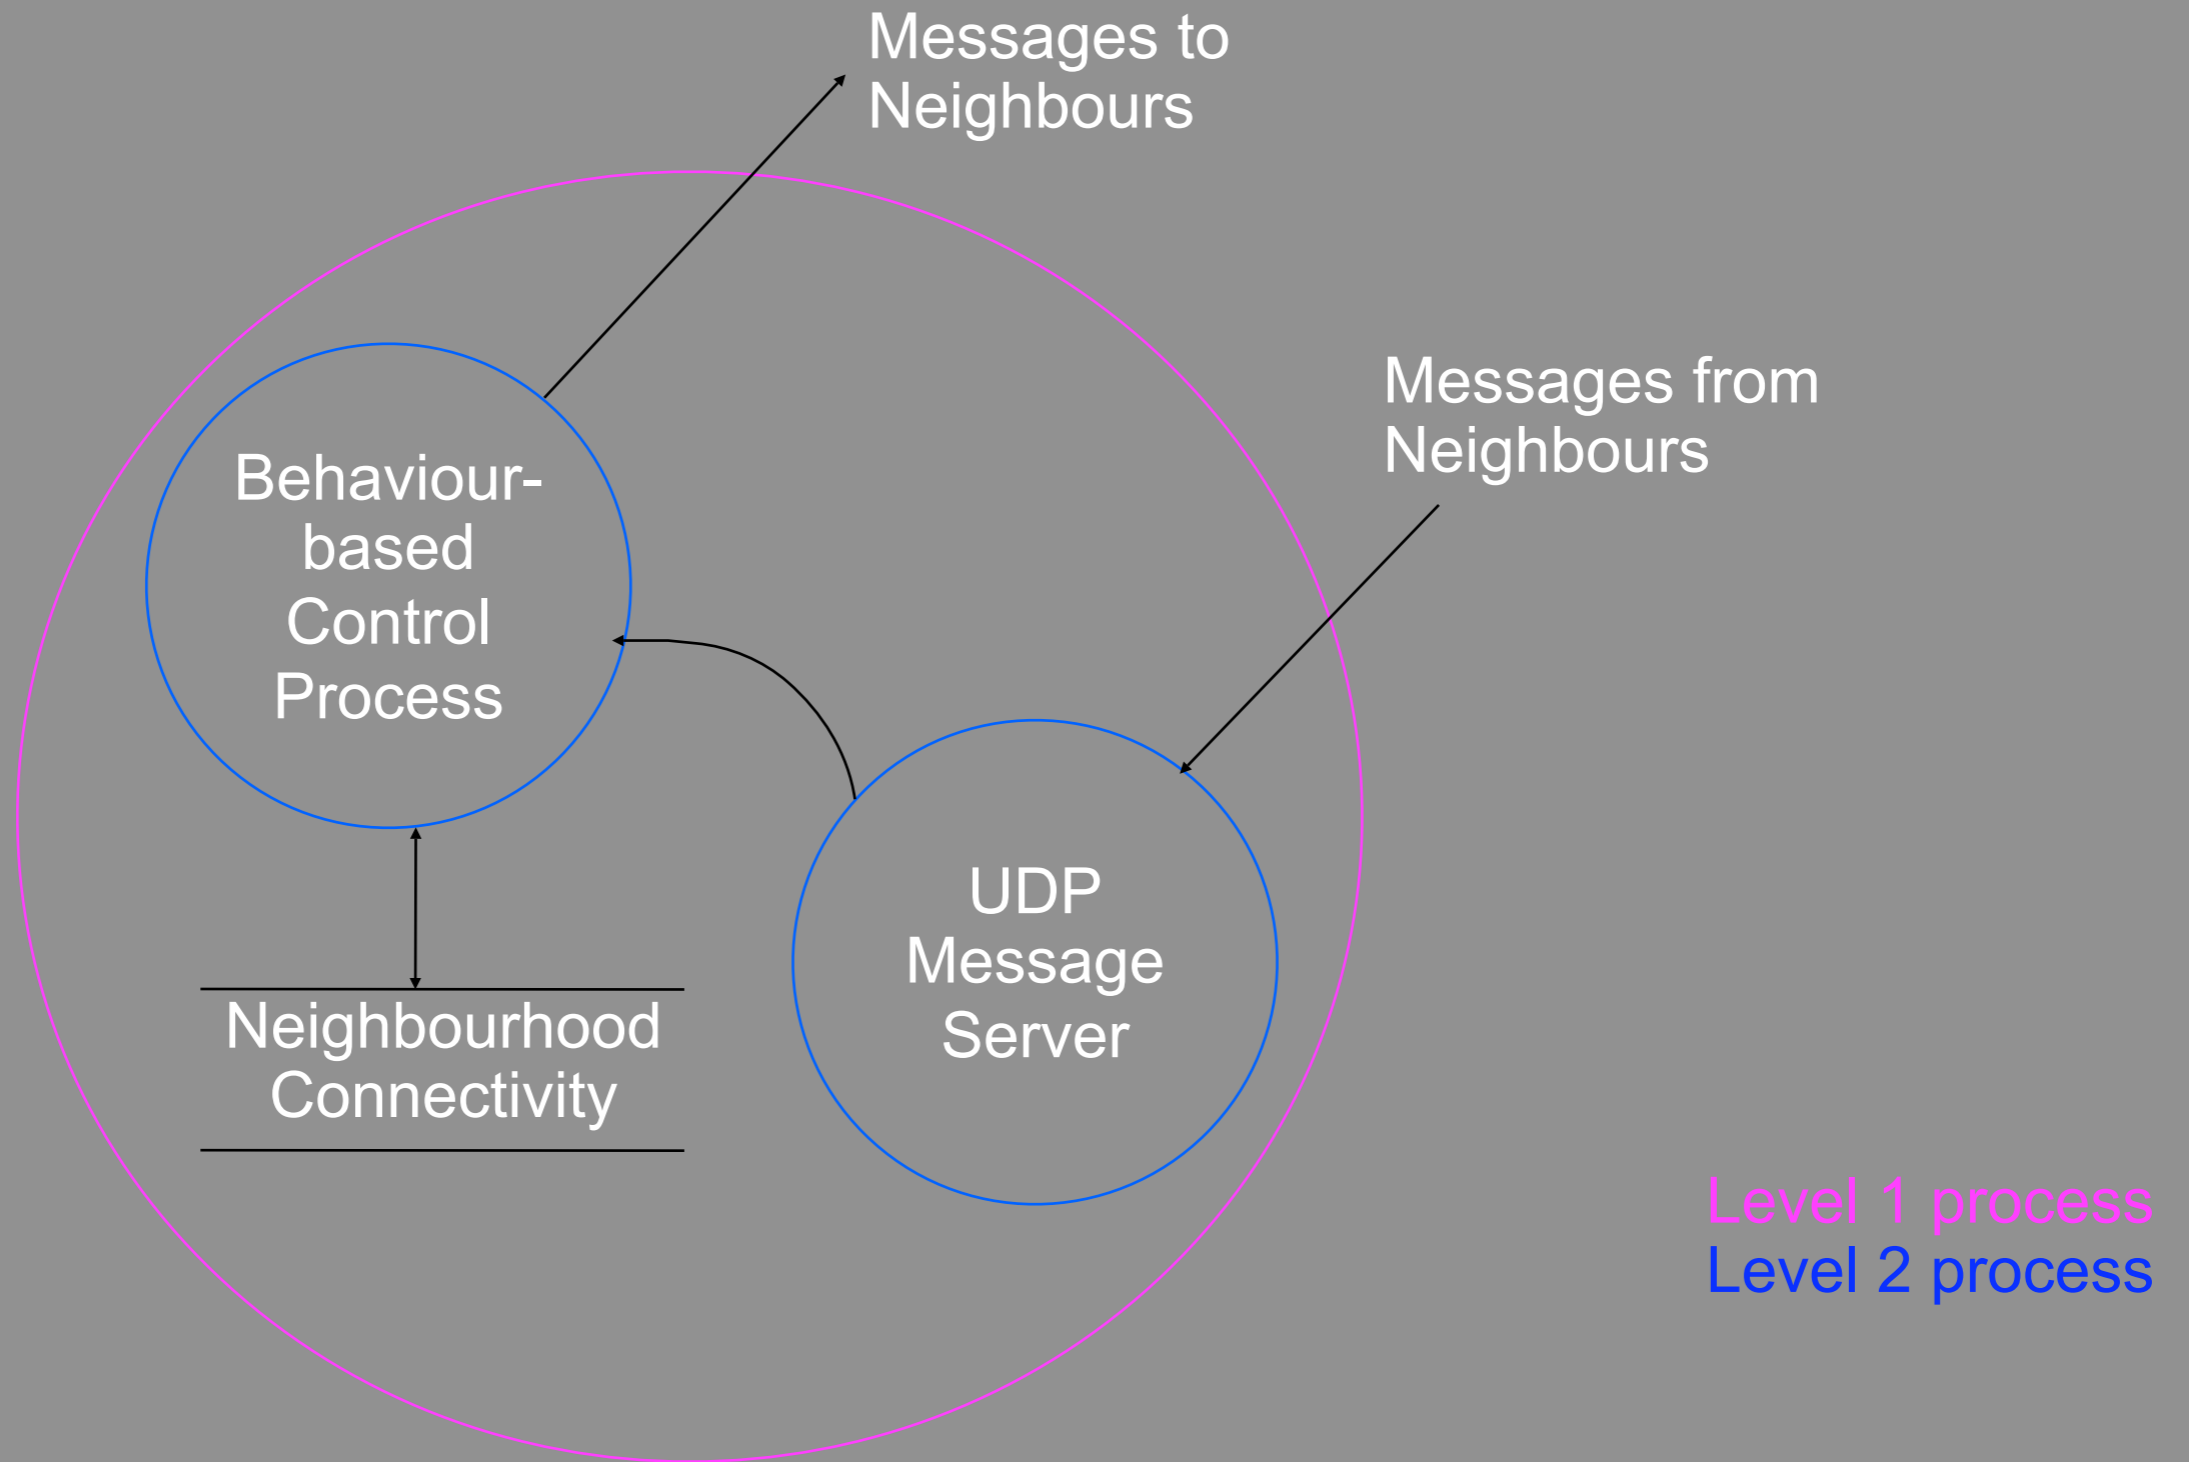 Messages to
Neighbours
Messages from
Neighbours
Behaviour-
based
Control
Process
UDP
Message
Server
Neighbourhood
Connectivity
Level 1 process
Level 2 process